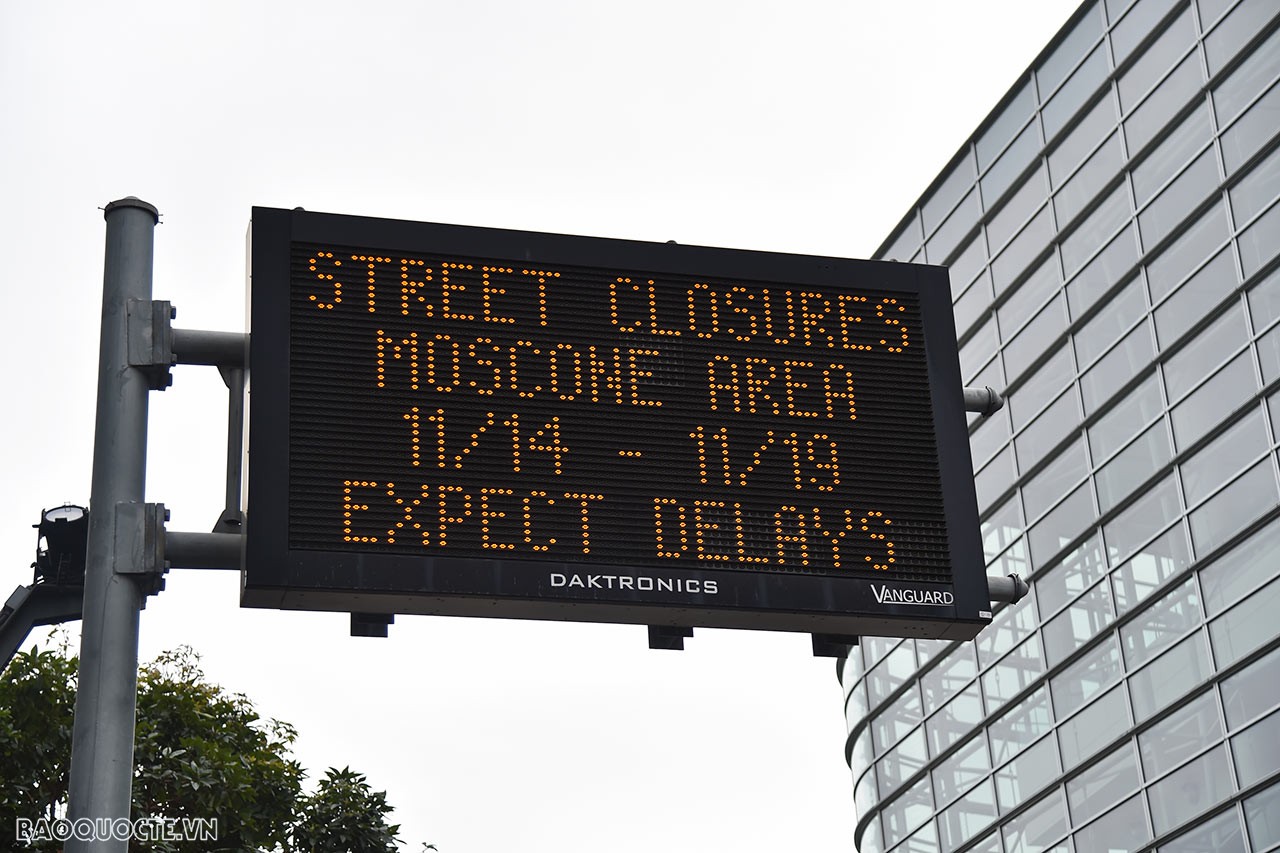 STREET CLOSURES
MOSCONE AREA
11/14 - 11/19
EXPECT DELAYS
DAKTRONICS
VANGUARD
BAOQUOCTE.VN